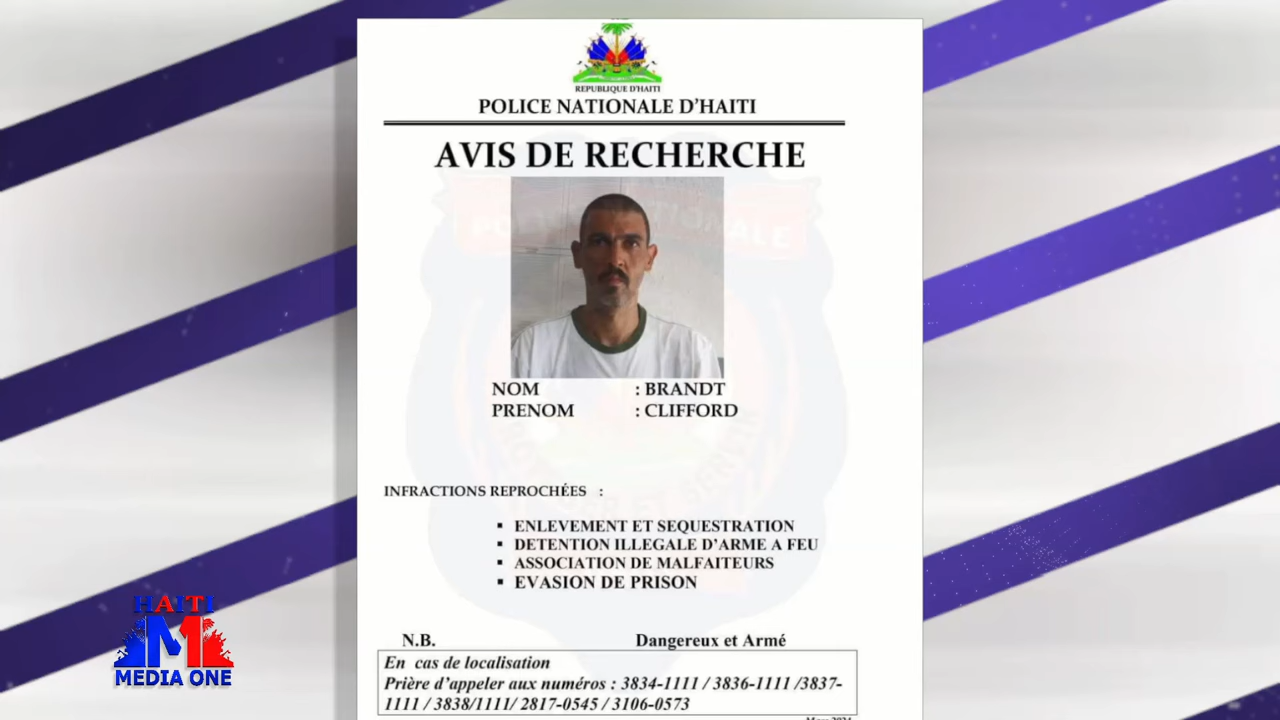 REPUBLIQUE D'HAITI
POLICE NATIONALE D'HAITI
AVIS DE RECHERCHE
POLICE NATIONALE
NOM : BRANDT
PRENOM : CLIFFORD
INFRACTIONS REPROCHÉES :
▪ ENLEVEMENT ET SEQUESTRATION
▪ DETENTION ILLEGALE D'ARME A FEU
▪ ASSOCIATION DE MALFAITEURS
▪ EVASION DE PRISON
N.B. Dangereux et Armé
En cas de localisation
Prière d'appeler aux numéros : 3834-1111 / 3836-1111 /3837-
1111 / 3838/1111/ 2817-0545 / 3106-0573
HAITI
M
MEDIA ONE